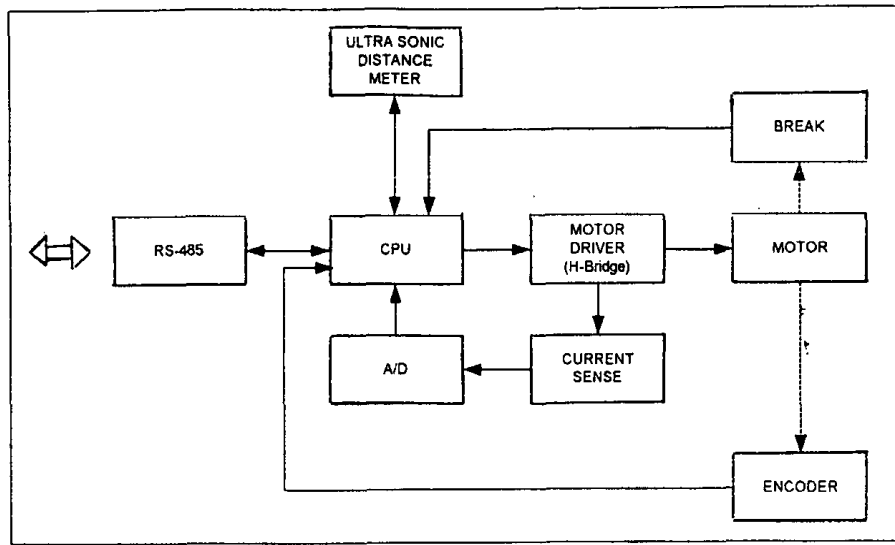 ULTRA SONIC
DISTANCE
METER
BREAK
RS-485
CPU
MOTOR
DRIVER
(H-Bridge)
MOTOR
A/D
CURRENT
SENSE
ENCODER